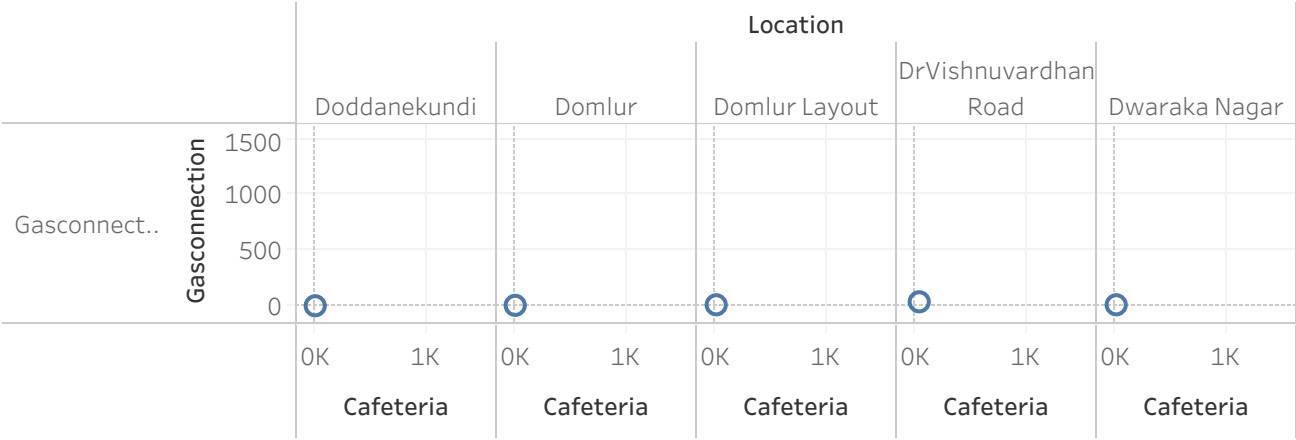 Location
Doddanekundi
Domlur
Domlur Layout
DrVishnuvardhan
Road
Dwaraka Nagar
Gasconnect..
Gasconnection
1500
1000
500
0
0K 1K
0K 1K
0K 1K
0K 1K
0K 1K
Cafeteria
Cafeteria
Cafeteria
Cafeteria
Cafeteria